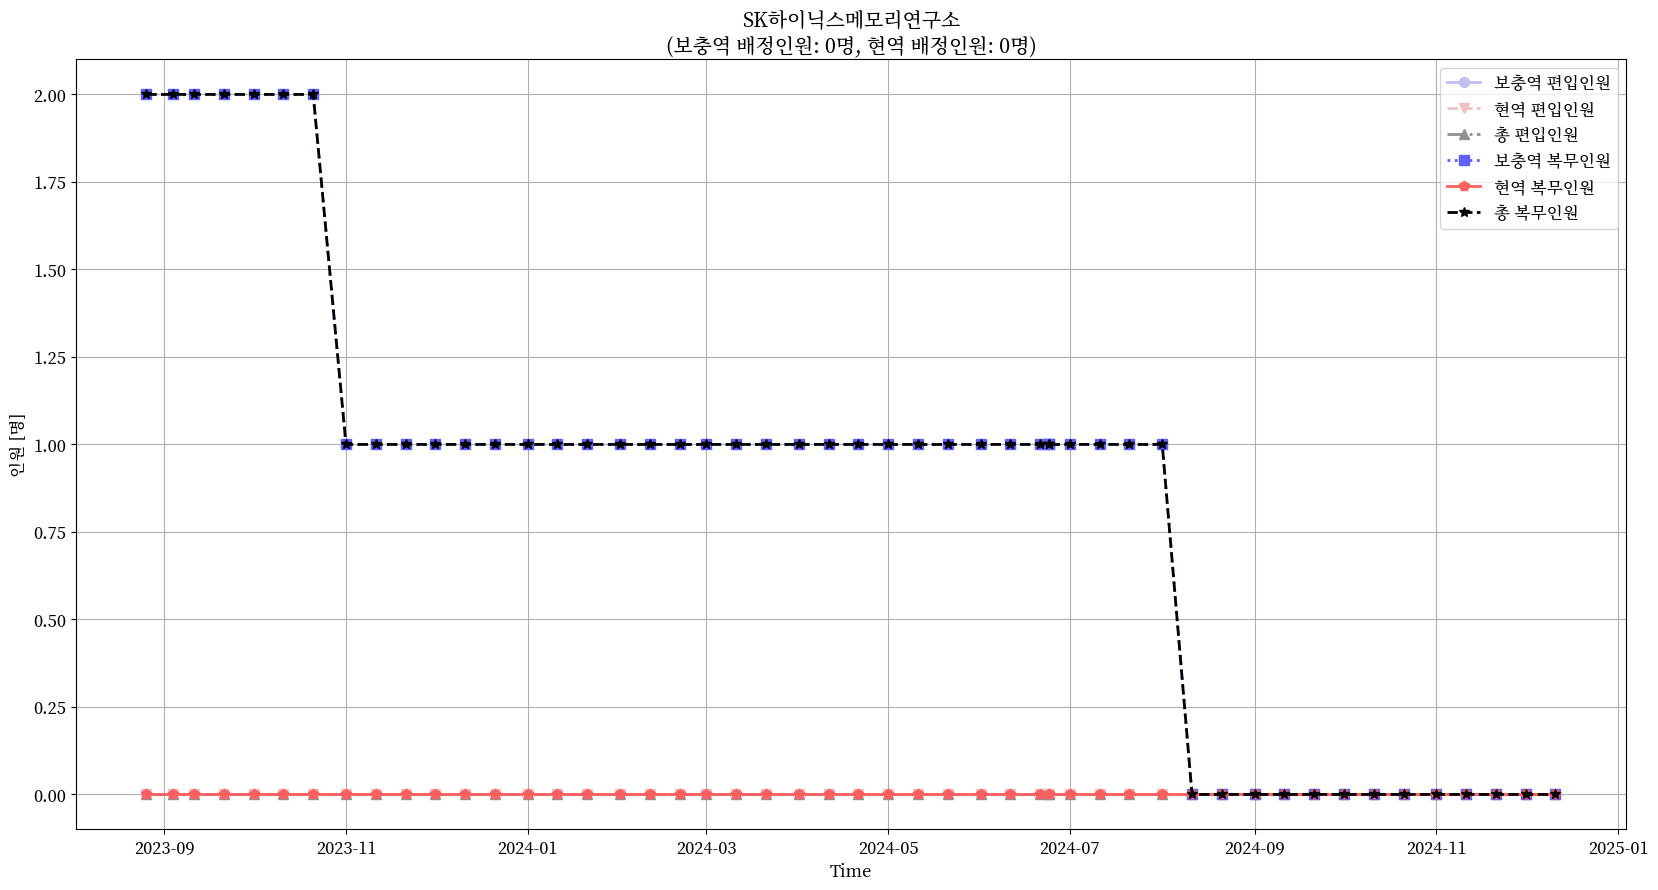 SK하이닉스메모리연구소
(보충역 배정인원: 0명, 현역 배정인원: 0명)
보충역 편입인원
현역 편입인원
총 편입인원
보충역 복무인원
현역 복무인원
총 복무인원
인원 [명]
2.00
1.75
1.50
1.25
1.00
0.75
0.50
0.25
0.00
2023-09 2023-11 2024-01 2024-03 2024-05 2024-07 2024-09 2024-11 2025-01
Time